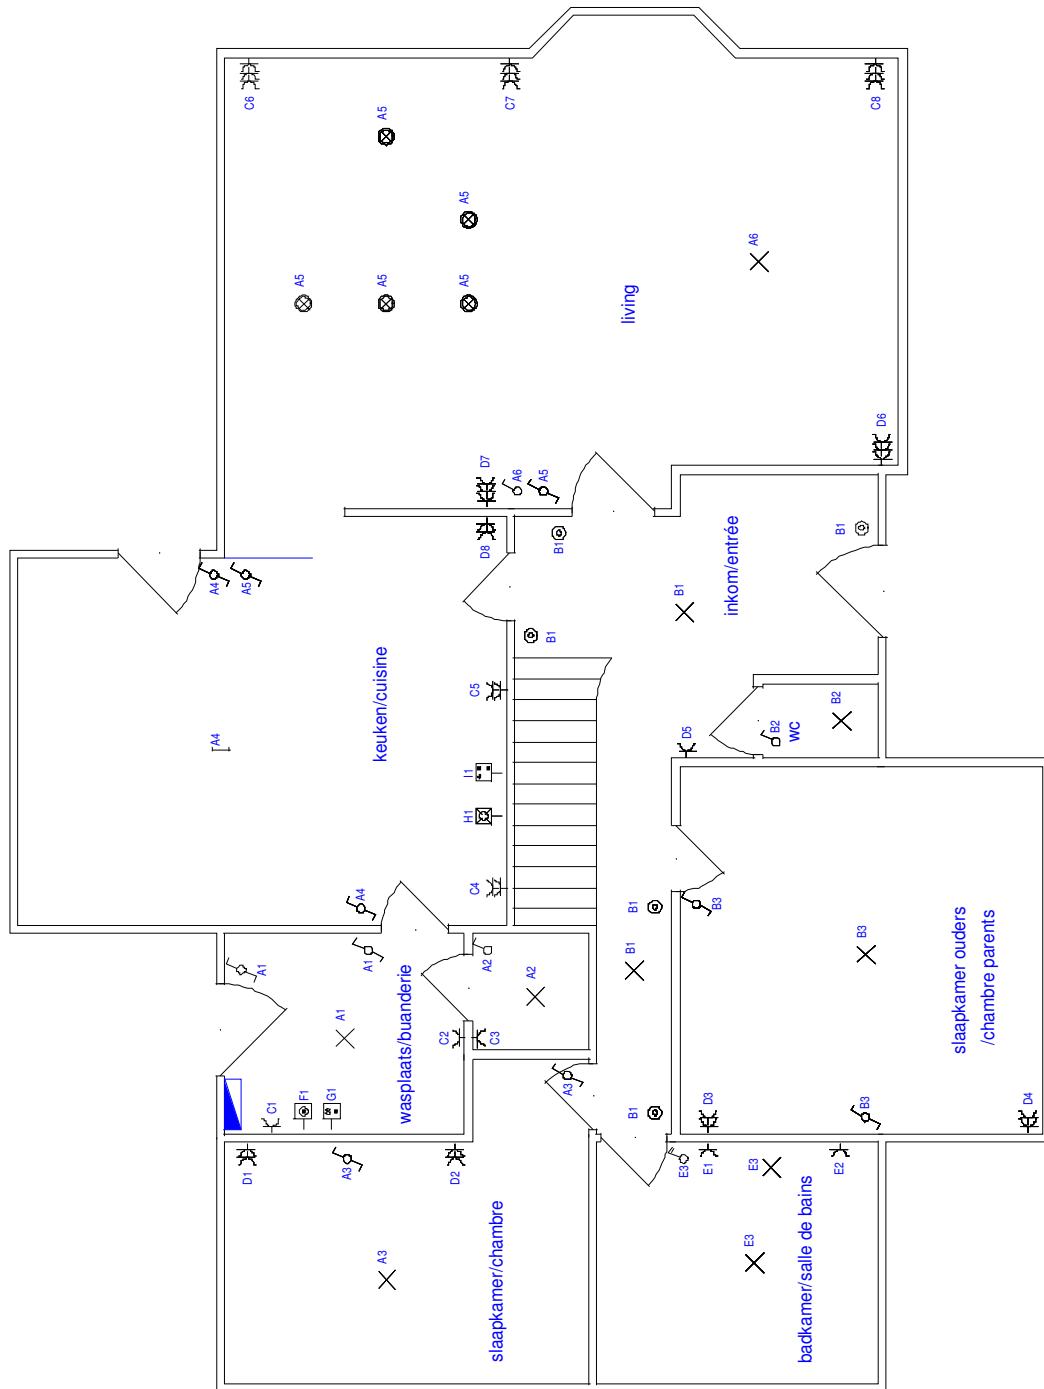 C6
C7
C8
A5
A5
A6
A5
A5
A5
living
D6
D7
A6
A5
D8
B1
B1
A4
A5
B1
B1
inkom/entrée
keuken/cuisine
C5
A4
D5
B2
wc
B2
I1
H1
C4
A4
B1
B3
B3
B1
A1
A1
A2
A2
A1
wasplaats/buanderie
C2
C3
slaapkamer ouders
/chambre parents
C1
F1
G1
A3
B1
D3
B3
D4
D1
A3
D2
E3
E1
E3
E2
A3
slaapkamer/chambre
E3
badkamer/salle de bains